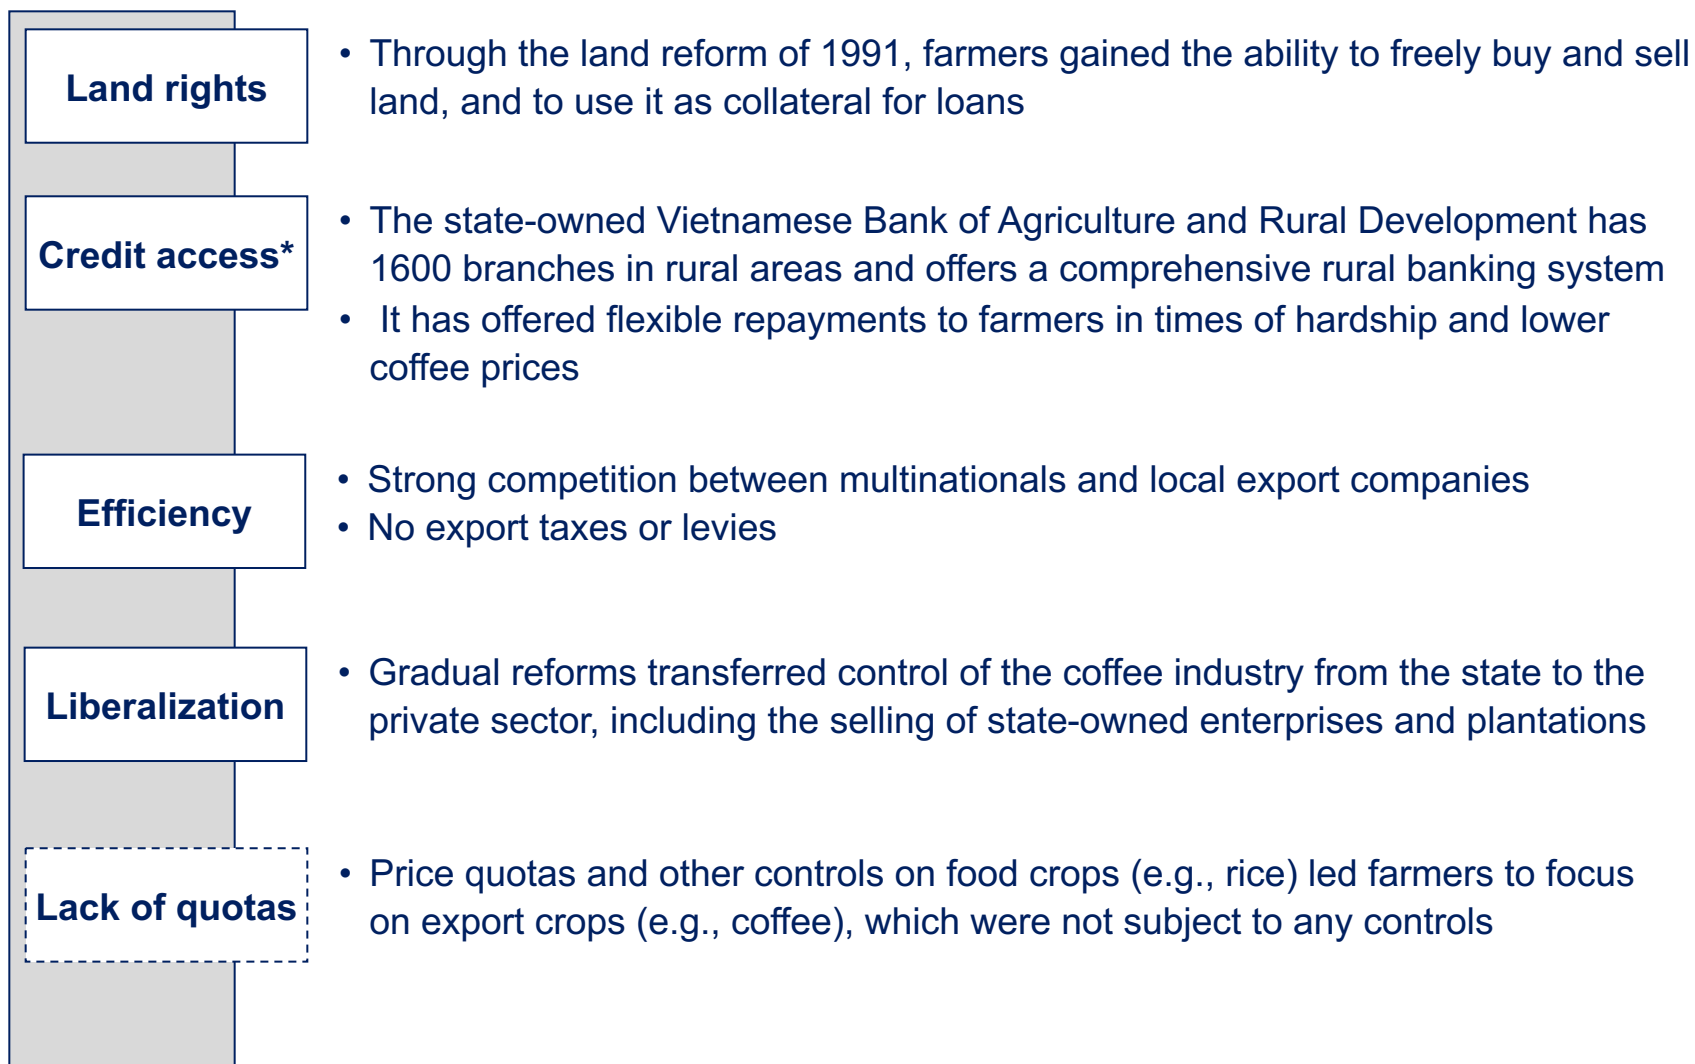 Land rights
• Through the land reform of 1991, farmers gained the ability to freely buy and sell
land, and to use it as collateral for loans
Credit access*
• The state-owned Vietnamese Bank of Agriculture and Rural Development has
1600 branches in rural areas and offers a comprehensive rural banking system
• It has offered flexible repayments to farmers in times of hardship and lower
coffee prices
Efficiency
• Strong competition between multinationals and local export companies
• No export taxes or levies
Liberalization
• Gradual reforms transferred control of the coffee industry from the state to the
private sector, including the selling of state-owned enterprises and plantations
Lack of quotas
• Price quotas and other controls on food crops (e.g., rice) led farmers to focus
on export crops (e.g., coffee), which were not subject to any controls